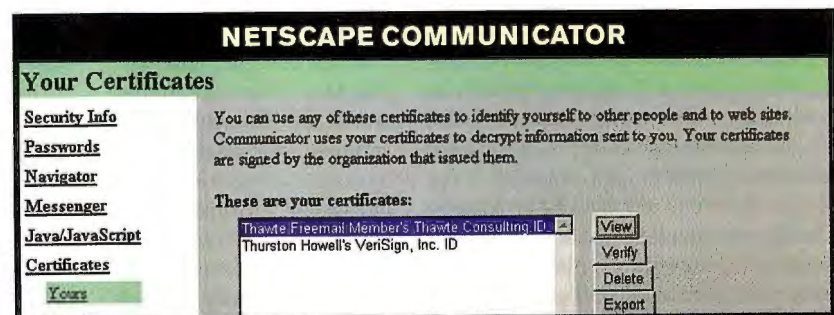 NETSCAPE COMMUNICATOR
Your Certificates
Security Info
Passwords
Navigator
Messenger
Java/JavaScript
Certificates
Yours
You can use any of these certificates to identify yourself to other people and to web sites.
Communicator uses your certificates to decrypt information sent to you. Your certificates
are signed by the organization that issued them.
These are your certificates:
Thawte Freemail Member's Thawte Consulting ID
Thurston Howell's VeriSign, Inc. ID
View
Verify
Delete
Export